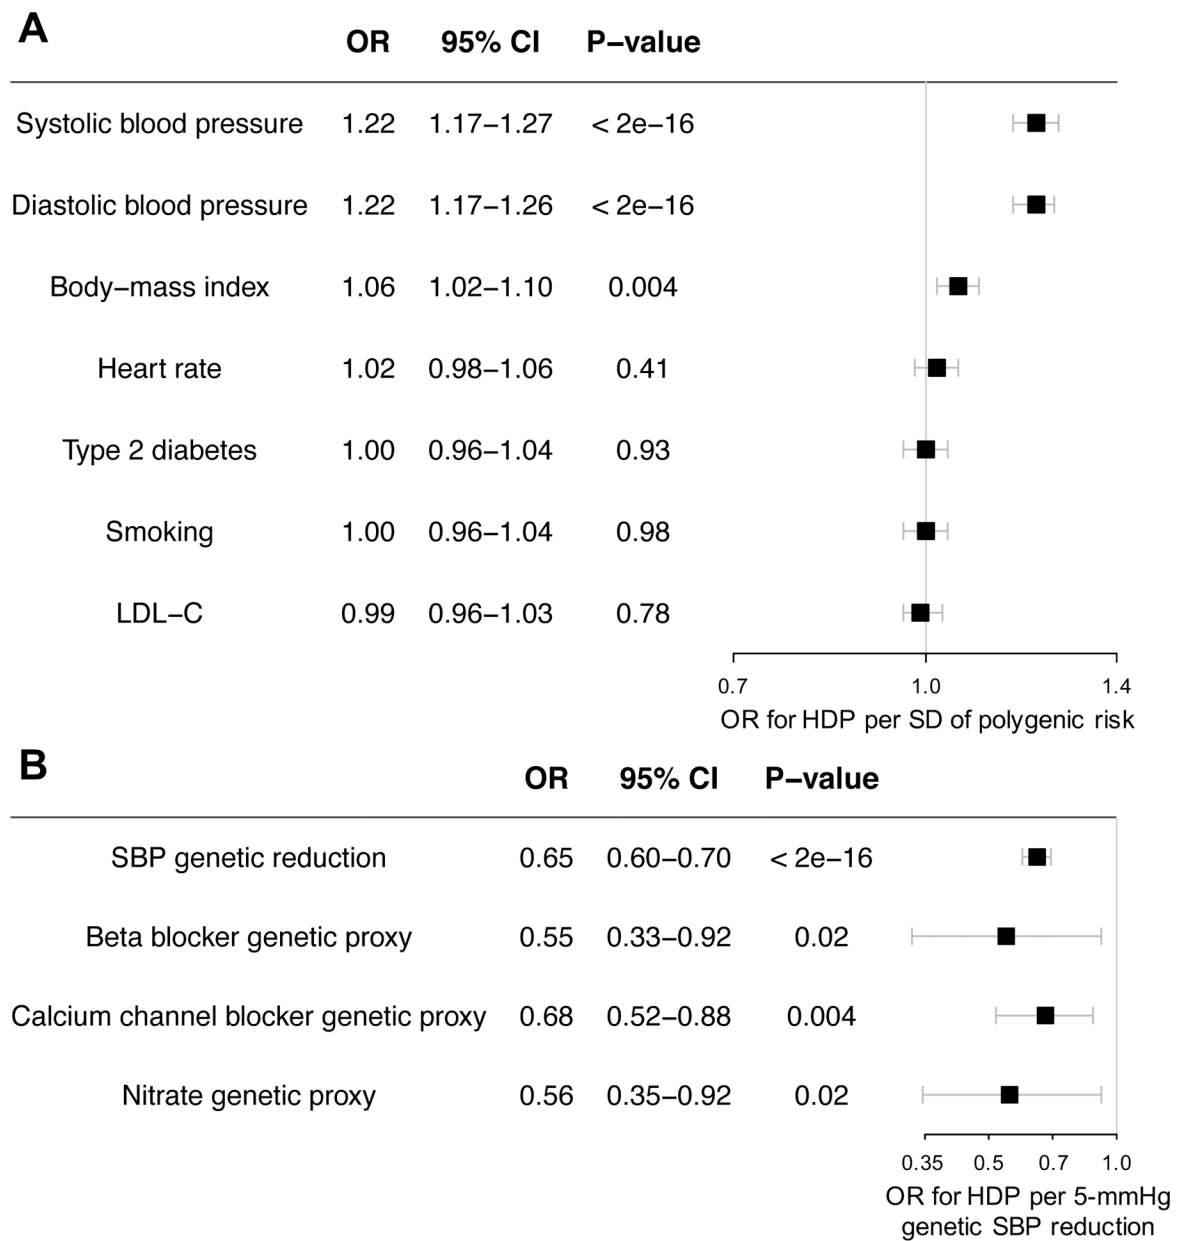 A
OR 95% CI P−value
Systolic blood pressure 1.22 1.17−1.27 < 2e−16
Diastolic blood pressure 1.22 1.17−1.26 < 2e−16
Body−mass index 1.06 1.02−1.10 0.004
Heart rate 1.02 0.98−1.06 0.41
Type 2 diabetes 1.00 0.96−1.04 0.93
Smoking 1.00 0.96−1.04 0.98
LDL−C 0.99 0.96−1.03 0.78
0.7 1.0 1.4
OR for HDP per SD of polygenic risk
B
OR 95% CI P−value
SBP genetic reduction 0.65 0.60−0.70 < 2e−16
Beta blocker genetic proxy 0.55 0.33−0.92 0.02
Calcium channel blocker genetic proxy 0.68 0.52−0.88 0.004
Nitrate genetic proxy 0.56 0.35−0.92 0.02
0.35 0.5 0.7 1.0
OR for HDP per 5-mmHg
genetic SBP reduction